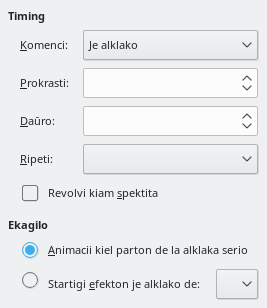 Timing
Komenci:
Je alklako
Prokrasti:
Daŭro:
Ripeti:
Revolvi kiam spektita
Ekagilo
Animacii kiel parton de la alklaka serio
Startigi efekton je alklako de: